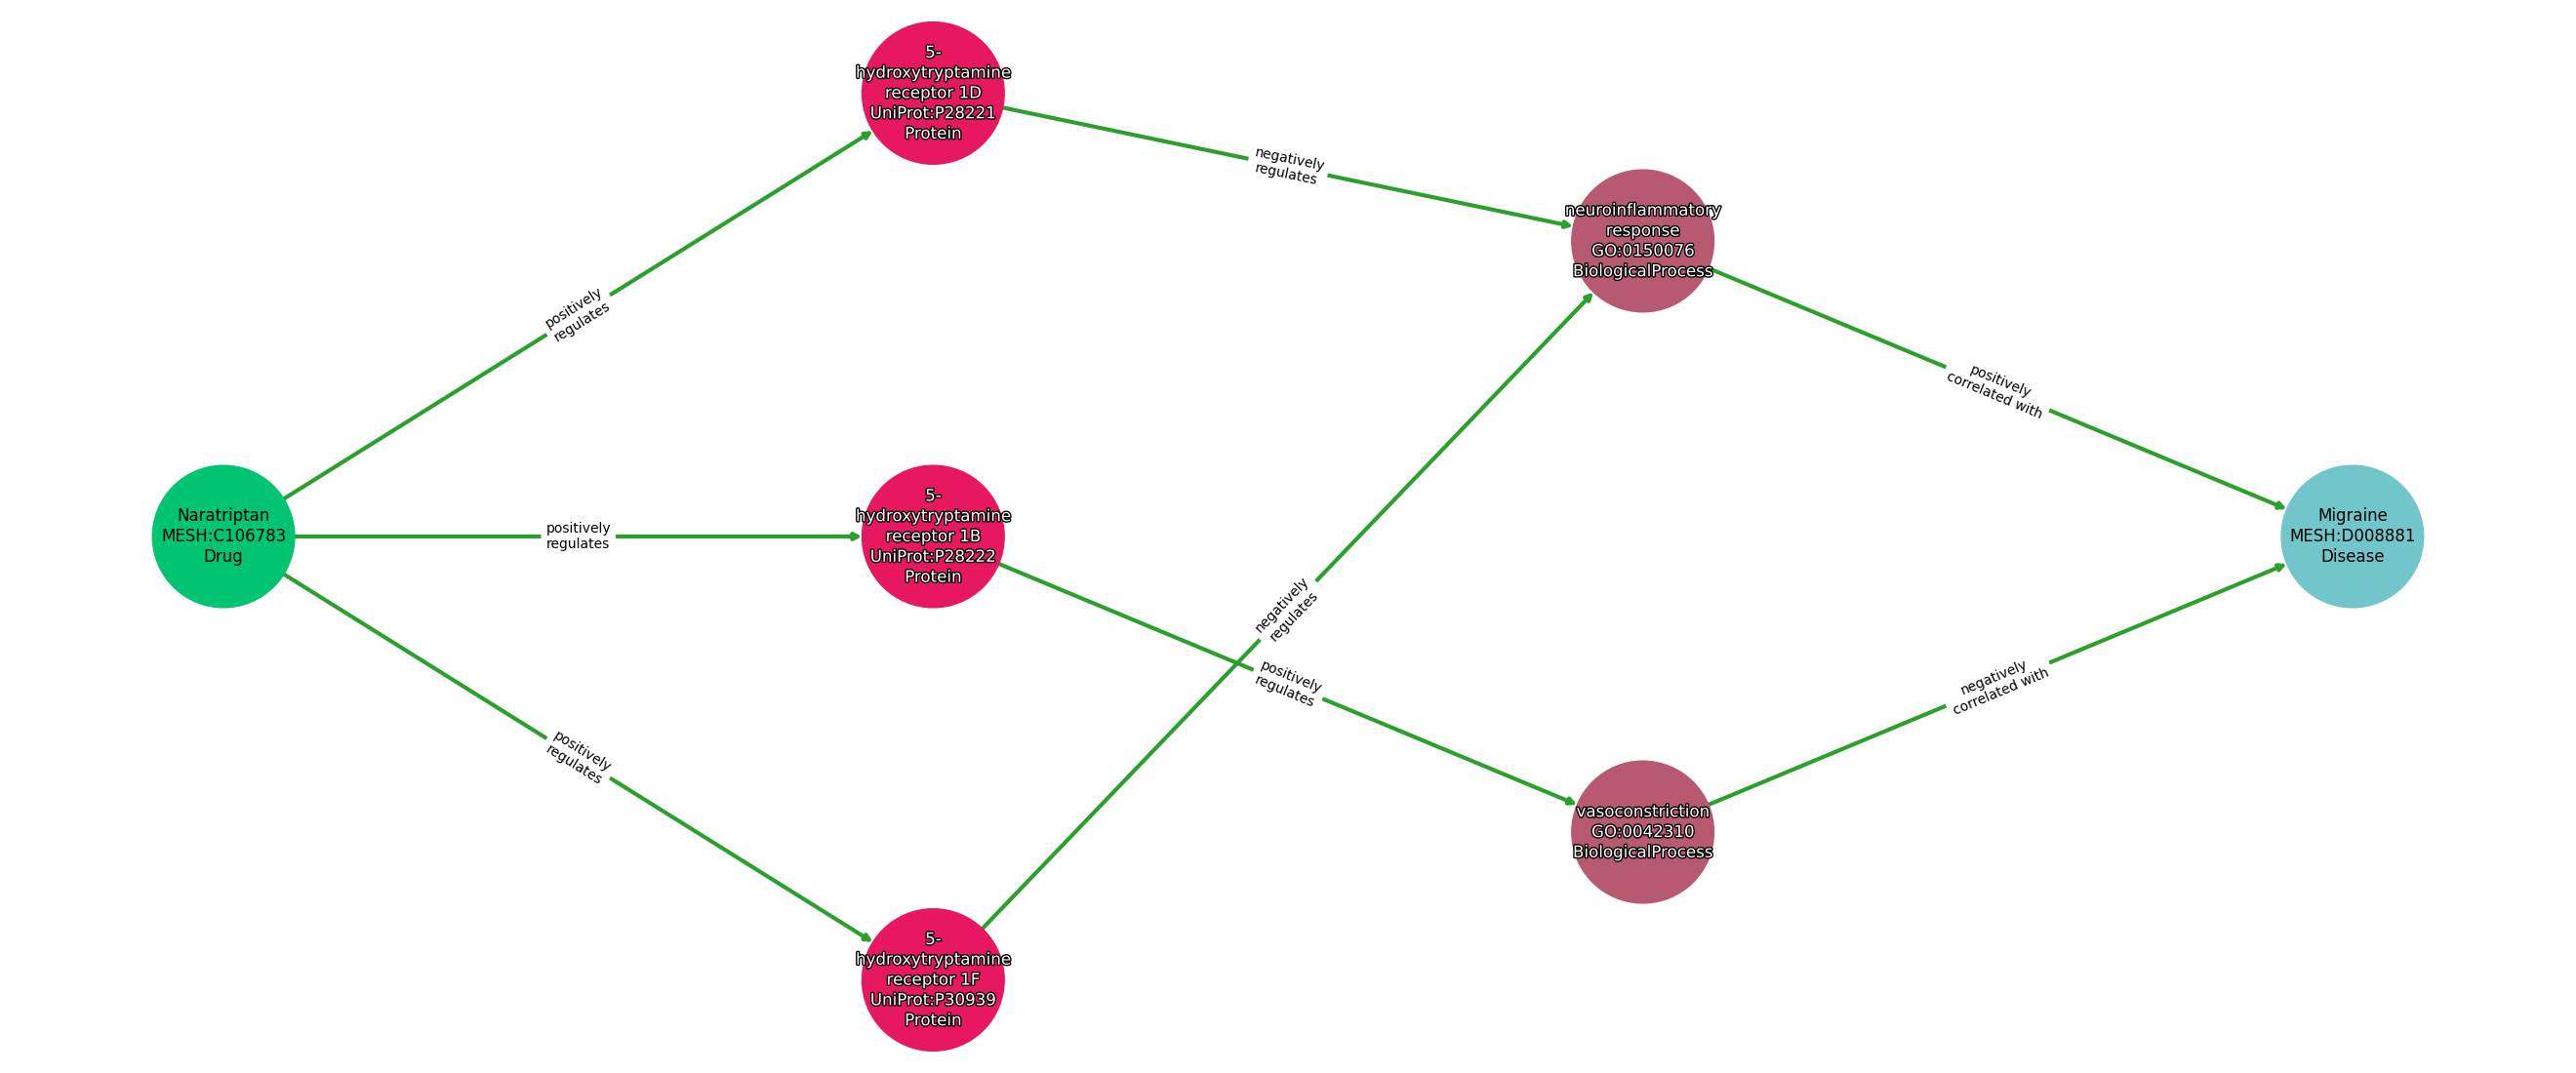 5-
hydroxytryptamine
receptor 1D
UniProt:P28221
Protein
negatively
regulates
neuroinflammatory
response
GO:0150076
BiologicalProcess
positively
regulates
positively
correlated with
Naratriptan
MESH:C106783
Drug
positively
regulates
5-
hydroxytryptamine
receptor 1B
UniProt:P28222
Protein
Migraine
MESH:D008881
Disease
negatively
regulates
positively
regulates
negatively
correlated with
positively
regulates
vasoconstriction
GO:0042310
BiologicalProcess
5-
hydroxytryptamine
receptor 1F
UniProt:P30939
Protein